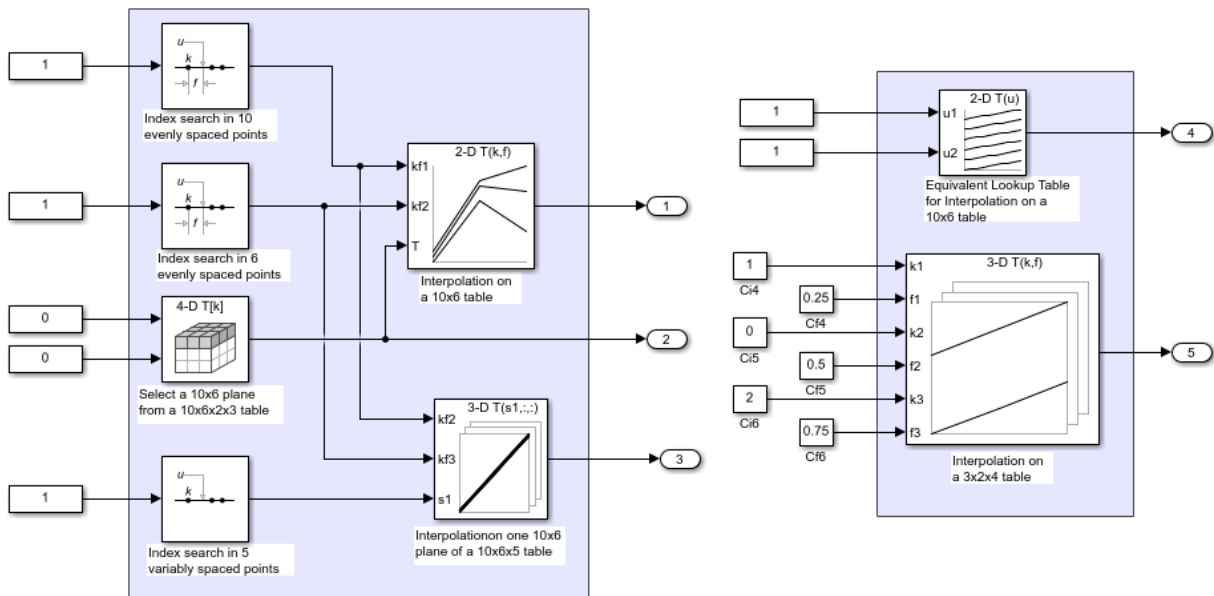 1
u
k
f
Index search in 10
evenly spaced points
1
u
k
f
Index search in 6
evenly spaced points
2-D T(k,f)
kf1
kf2
T
Interpolation on
a 10x6 table
1
0
0
4-D T[k]
Select a 10x6 plane
from a 10x6x2x3 table
2
3-D T(s1,:,:)
kf2
kf3
s1
Interpolationon one 10x6
plane of a 10x6x5 table
3
1
u
k
Index search in 5
variably spaced points
1
1
2-D T(u)
u1
u2
Equivalent Lookup Table
for Interpolation on a
10x6 table
4
1
Ci4
0.25
Cf4
0
Ci5
0.5
Cf5
2
Ci6
0.75
Cf6
3-D T(k,f)
k1
f1
k2
f2
k3
f3
Interpolation on
a 3x2x4 table
5